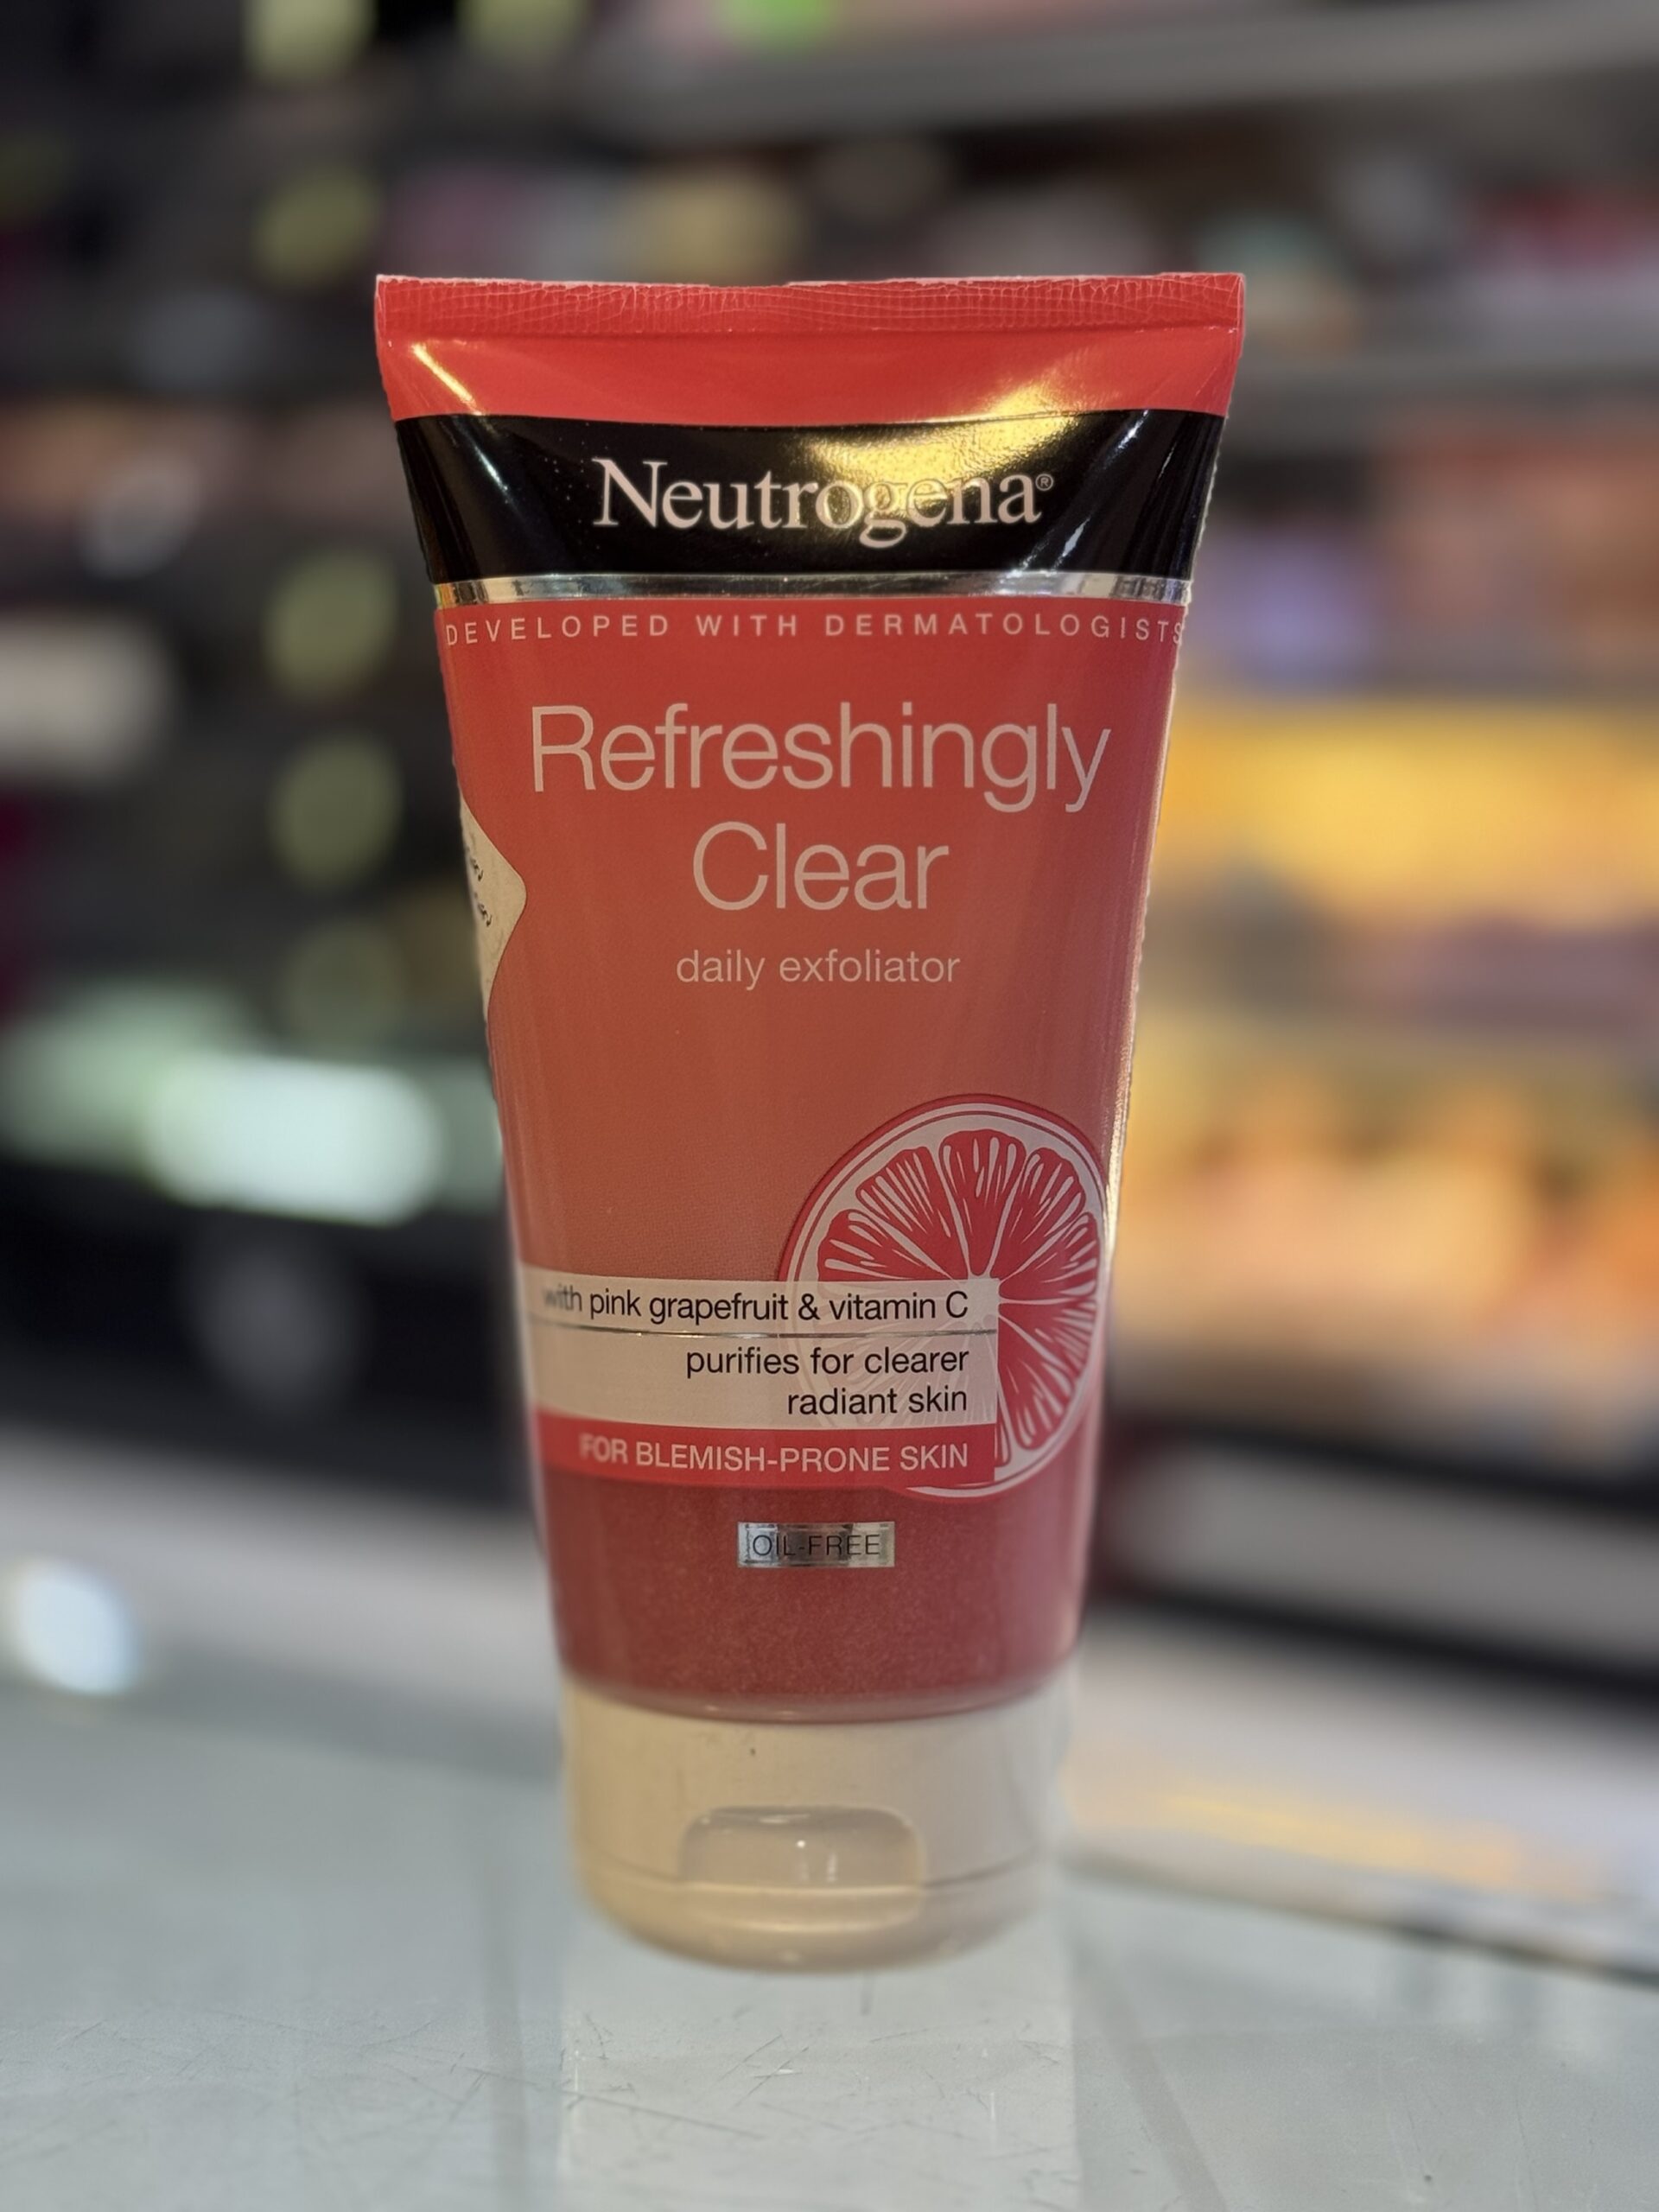 Neutrogena®
DEVELOPED WITH DERMATOLOGISTS
Refreshingly
Clear
daily exfoliator
with pink grapefruit & vitamin C
purifies for clearer
radiant skin
FOR BLEMISH-PRONE SKIN
OIL-FREE